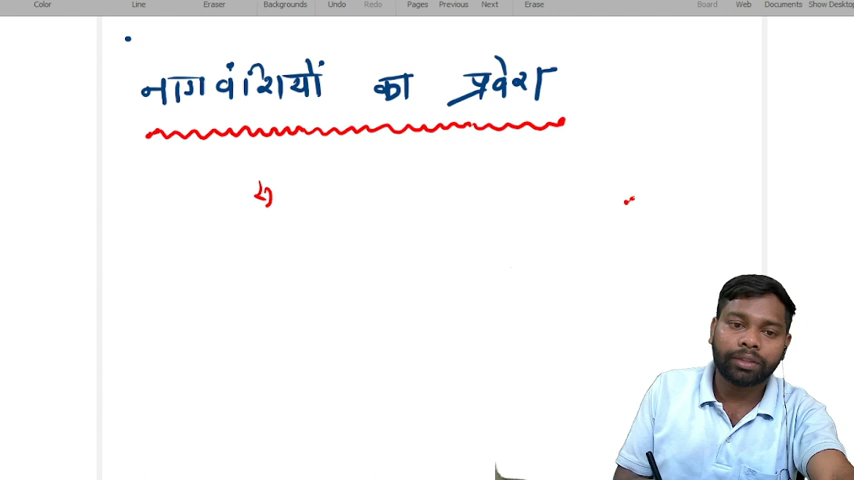 Color Line Eraser Backgrounds Undo Redo Pages Previous Next Erase Board Web Documents Show Desktop
नागवंशियों का प्रवेश